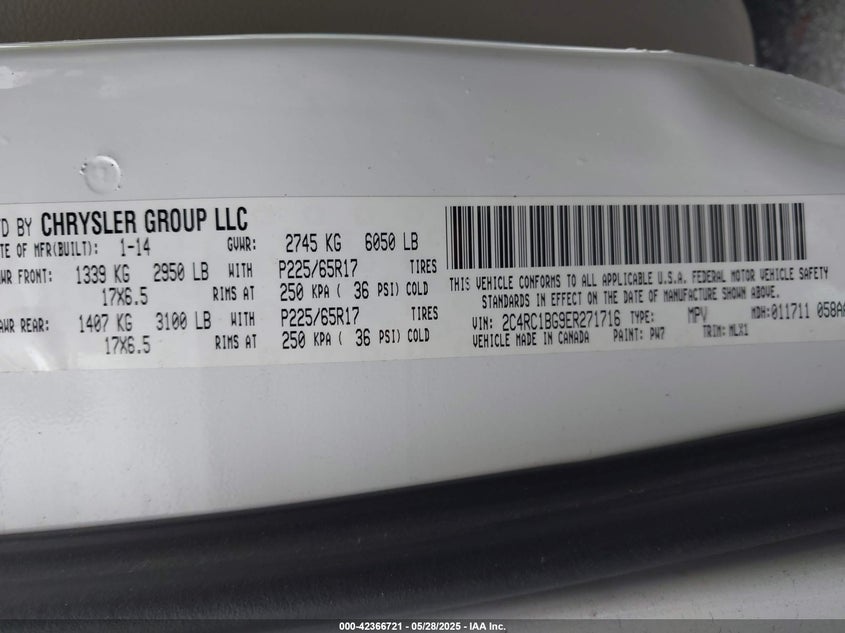 D BY CHRYSLER GROUP LLC
TE OF MFR(BUILT): 1-14 GVWR: 2745 KG 6050 LB
WR FRONT: 1339 KG 2950 LB WITH P225/65R17 TIRES
17X6.5 RIMS AT 250 KPA ( 36 PSI) COLD
AWR REAR: 1407 KG 3100 LB WITH P225/65R17 TIRES
17X6.5 RIMS AT 250 KPA ( 36 PSI) COLD
THIS VEHICLE CONFORMS TO ALL APPLICABLE U.S.A. FEDERAL MOTOR VEHICLE SAFETY
STANDARDS IN EFFECT ON THE DATE OF MANUFACTURE SHOWN ABOVE.
VIN: 2C4RC1BG9ER271716 TYPE: MPV MDH: 011711 058A
VEHICLE MADE IN CANADA PAINT: PW7 TRIM:
000-42366721 | 05/28/2025 - IAA Inc.